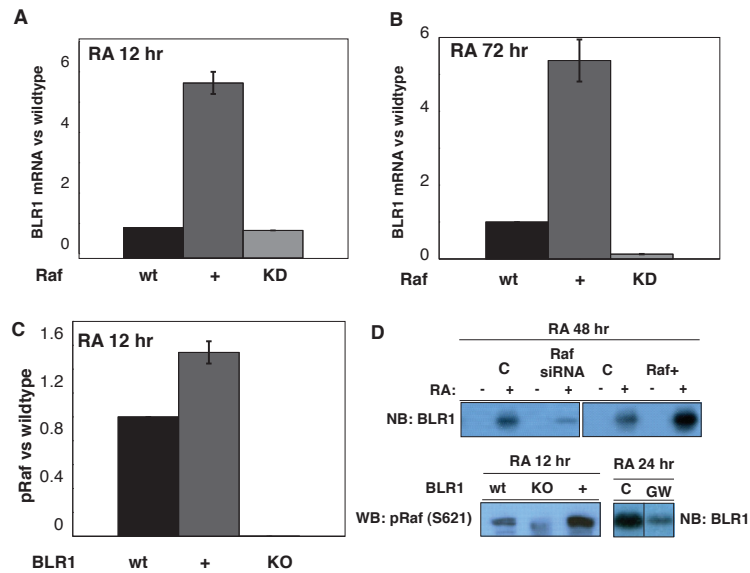 A
RA 12 hr
BLR1 mRNA vs wildtype
6
4
2
0
Raf wt + KD
B
RA 72 hr
BLR1 mRNA vs wildtype
6
4
2
0
Raf wt + KD
C
RA 12 hr
pRaf vs wildtype
1.6
1.2
0.8
0.4
0
BLR1 wt + KO
D
RA 48 hr
C Raf siRNA C Raf+
RA: - + - + - + - +
NB: BLR1
RA 12 hr
BLR1 wt KO +
WB: pRaf (S621)
RA 24 hr
C GW
NB: BLR1